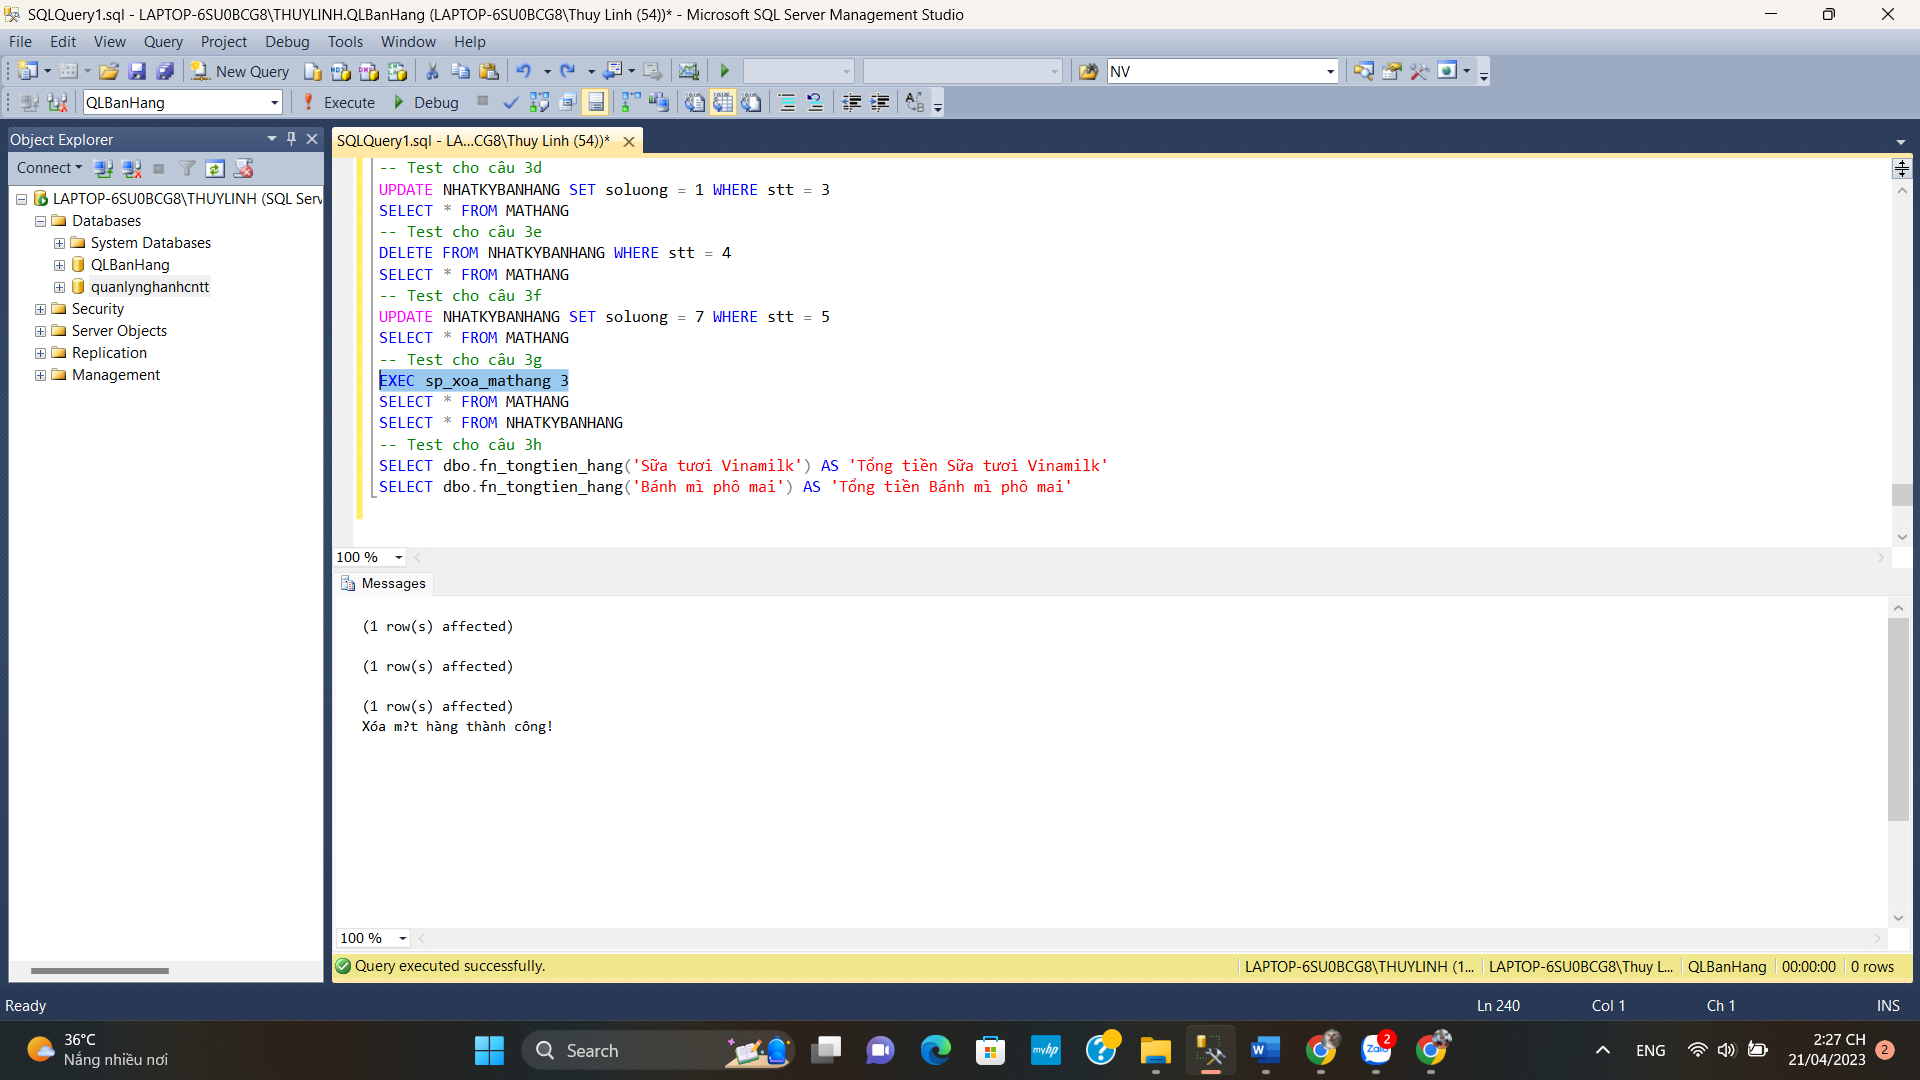 SQLQuery1.sql - LAPTOP-6SU0BCG8\THUYLINH.QLBanHang (LAPTOP-6SU0BCG8\Thuy Linh (54))* - Microsoft SQL Server Management Studio
File Edit View Query Project Debug Tools Window Help
New Query
NV
QLBanHang
Execute
Debug
Object Explorer
Connect
LAPTOP-6SU0BCG8\THUYLINH (SQL Serv
Databases
System Databases
QLBanHang
quanlynghanhcntt
Security
Server Objects
Replication
Management
SQLQuery1.sql - LA...CG8\Thuy Linh (54))*
-- Test cho câu 3d
UPDATE NHATKYBANHANG SET soluong = 1 WHERE stt = 3
SELECT * FROM MATHANG
-- Test cho câu 3e
DELETE FROM NHATKYBANHANG WHERE stt = 4
SELECT * FROM MATHANG
-- Test cho câu 3f
UPDATE NHATKYBANHANG SET soluong = 7 WHERE stt = 5
SELECT * FROM MATHANG
-- Test cho câu 3g
EXEC sp_xoa_mathang 3
SELECT * FROM MATHANG
SELECT * FROM NHATKYBANHANG
-- Test cho câu 3h
SELECT dbo.fn_tongtien_hang('Sữa tươi Vinamilk') AS 'Tổng tiền Sữa tươi Vinamilk'
SELECT dbo.fn_tongtien_hang('Bánh mì phô mai') AS 'Tổng tiền Bánh mì phô mai'
100 %
Messages
(1 row(s) affected)
(1 row(s) affected)
(1 row(s) affected)
Xóa m?t hàng thành công!
100 %
Query executed successfully.
LAPTOP-6SU0BCG8\THUYLINH (1... LAPTOP-6SU0BCG8\Thuy L... QLBanHang 00:00:00 0 rows
Ready
Ln 240 Col 1 Ch 1 INS
36°C
Nắng nhiều nơi
Search
myhp
Zalo
2
ENG
2:27 CH
21/04/2023
2